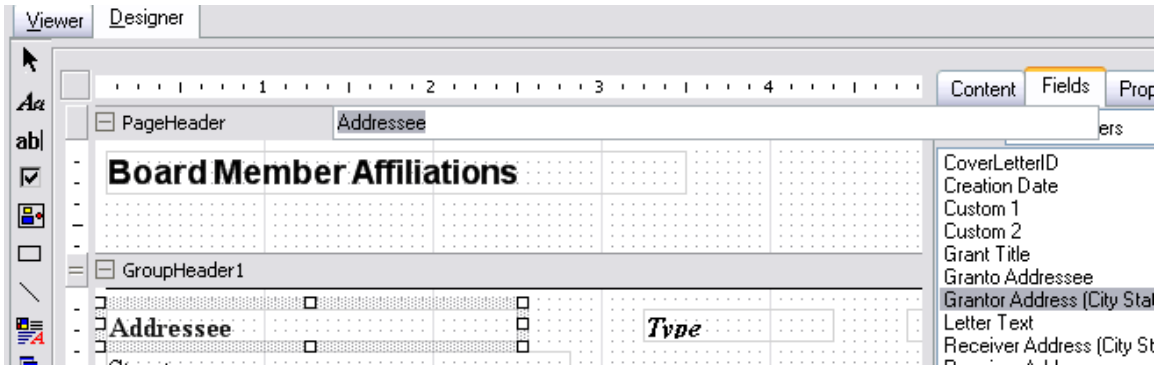 Viewer Designer
1 2 3 4
Content Fields Prop
PageHeader Addressee
ers
Aa
ab|
Board Member Affiliations
CoverLetterID
Creation Date
Custom 1
Custom 2
Grant Title
Granto Addressee
GroupHeader1
Grantor Address (City Stat
Addressee Type
Letter Text
Receiver Address (City St